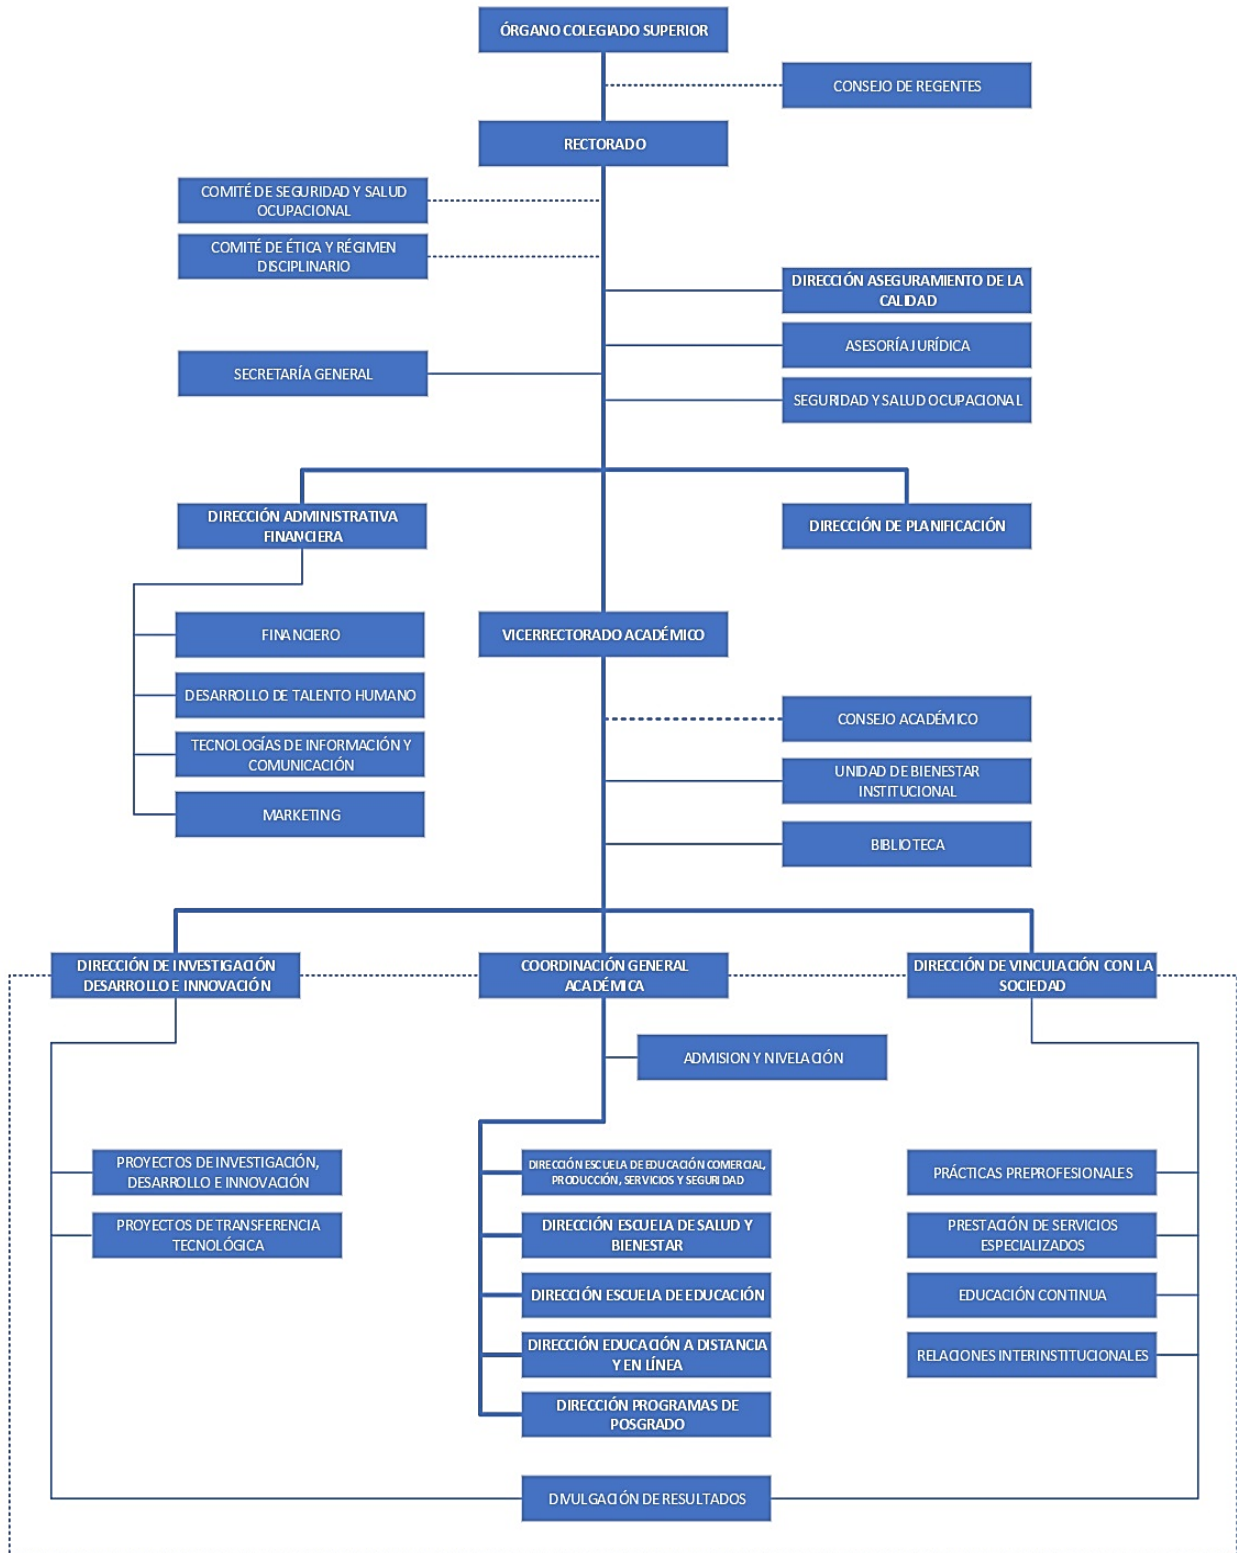 ÓRGANO COLEGIADO SUPERIOR
CONSEJO DE REGENTES
RECTORADO
COMITÉ DE SEGURIDAD Y SALUD
OCUPACIONAL
COMITÉ DE ÉTICA Y RÉGIMEN
DISCIPLINARIO
DIRECCIÓN ASEGURAMIENTO DE LA
CALIDAD
ASESORÍA JURÍDICA
SECRETARÍA GENERAL
SEGURIDAD Y SALUD OCUPACIONAL
DIRECCIÓN ADMINISTRATIVA
FINANCIERA
DIRECCIÓN DE PLANIFICACIÓN
FINANCIERO
VICERRECTORADO ACADÉMICO
DESARROLLO DE TALENTO HUMANO
CONSEJO ACADÉMICO
TECNOLOGÍAS DE INFORMACIÓN Y
COMUNICACIÓN
UNIDAD DE BIENESTAR
INSTITUCIONAL
MARKETING
BIBLIOTECA
DIRECCIÓN DE INVESTIGACIÓN
DESARROLLO E INNOVACIÓN
COORDINACIÓN GENERAL
ACADÉMICA
DIRECCIÓN DE VINCULACIÓN CON LA
SOCIEDAD
ADMISION Y NIVELACIÓN
PROYECTOS DE INVESTIGACIÓN,
DESARROLLO E INNOVACIÓN
PROYECTOS DE TRANSFERENCIA
TECNOLÓGICA
DIRECCIÓN ESCUELA DE EDUCACIÓN COMERCIAL,
PRODUCCIÓN, SERVICIOS Y SEGURIDAD
DIRECCIÓN ESCUELA DE SALUD Y
BIENESTAR
DIRECCIÓN ESCUELA DE EDUCACIÓN
DIRECCIÓN EDUCACIÓN A DISTANCIA
Y EN LÍNEA
DIRECCIÓN PROGRAMAS DE
POSGRADO
PRÁCTICAS PREPROFESIONALES
PRESTACIÓN DE SERVICIOS
ESPECIALIZADOS
EDUCACIÓN CONTINUA
RELACIONES INTERINSTITUCIONALES
DIVULGACIÓN DE RESULTADOS